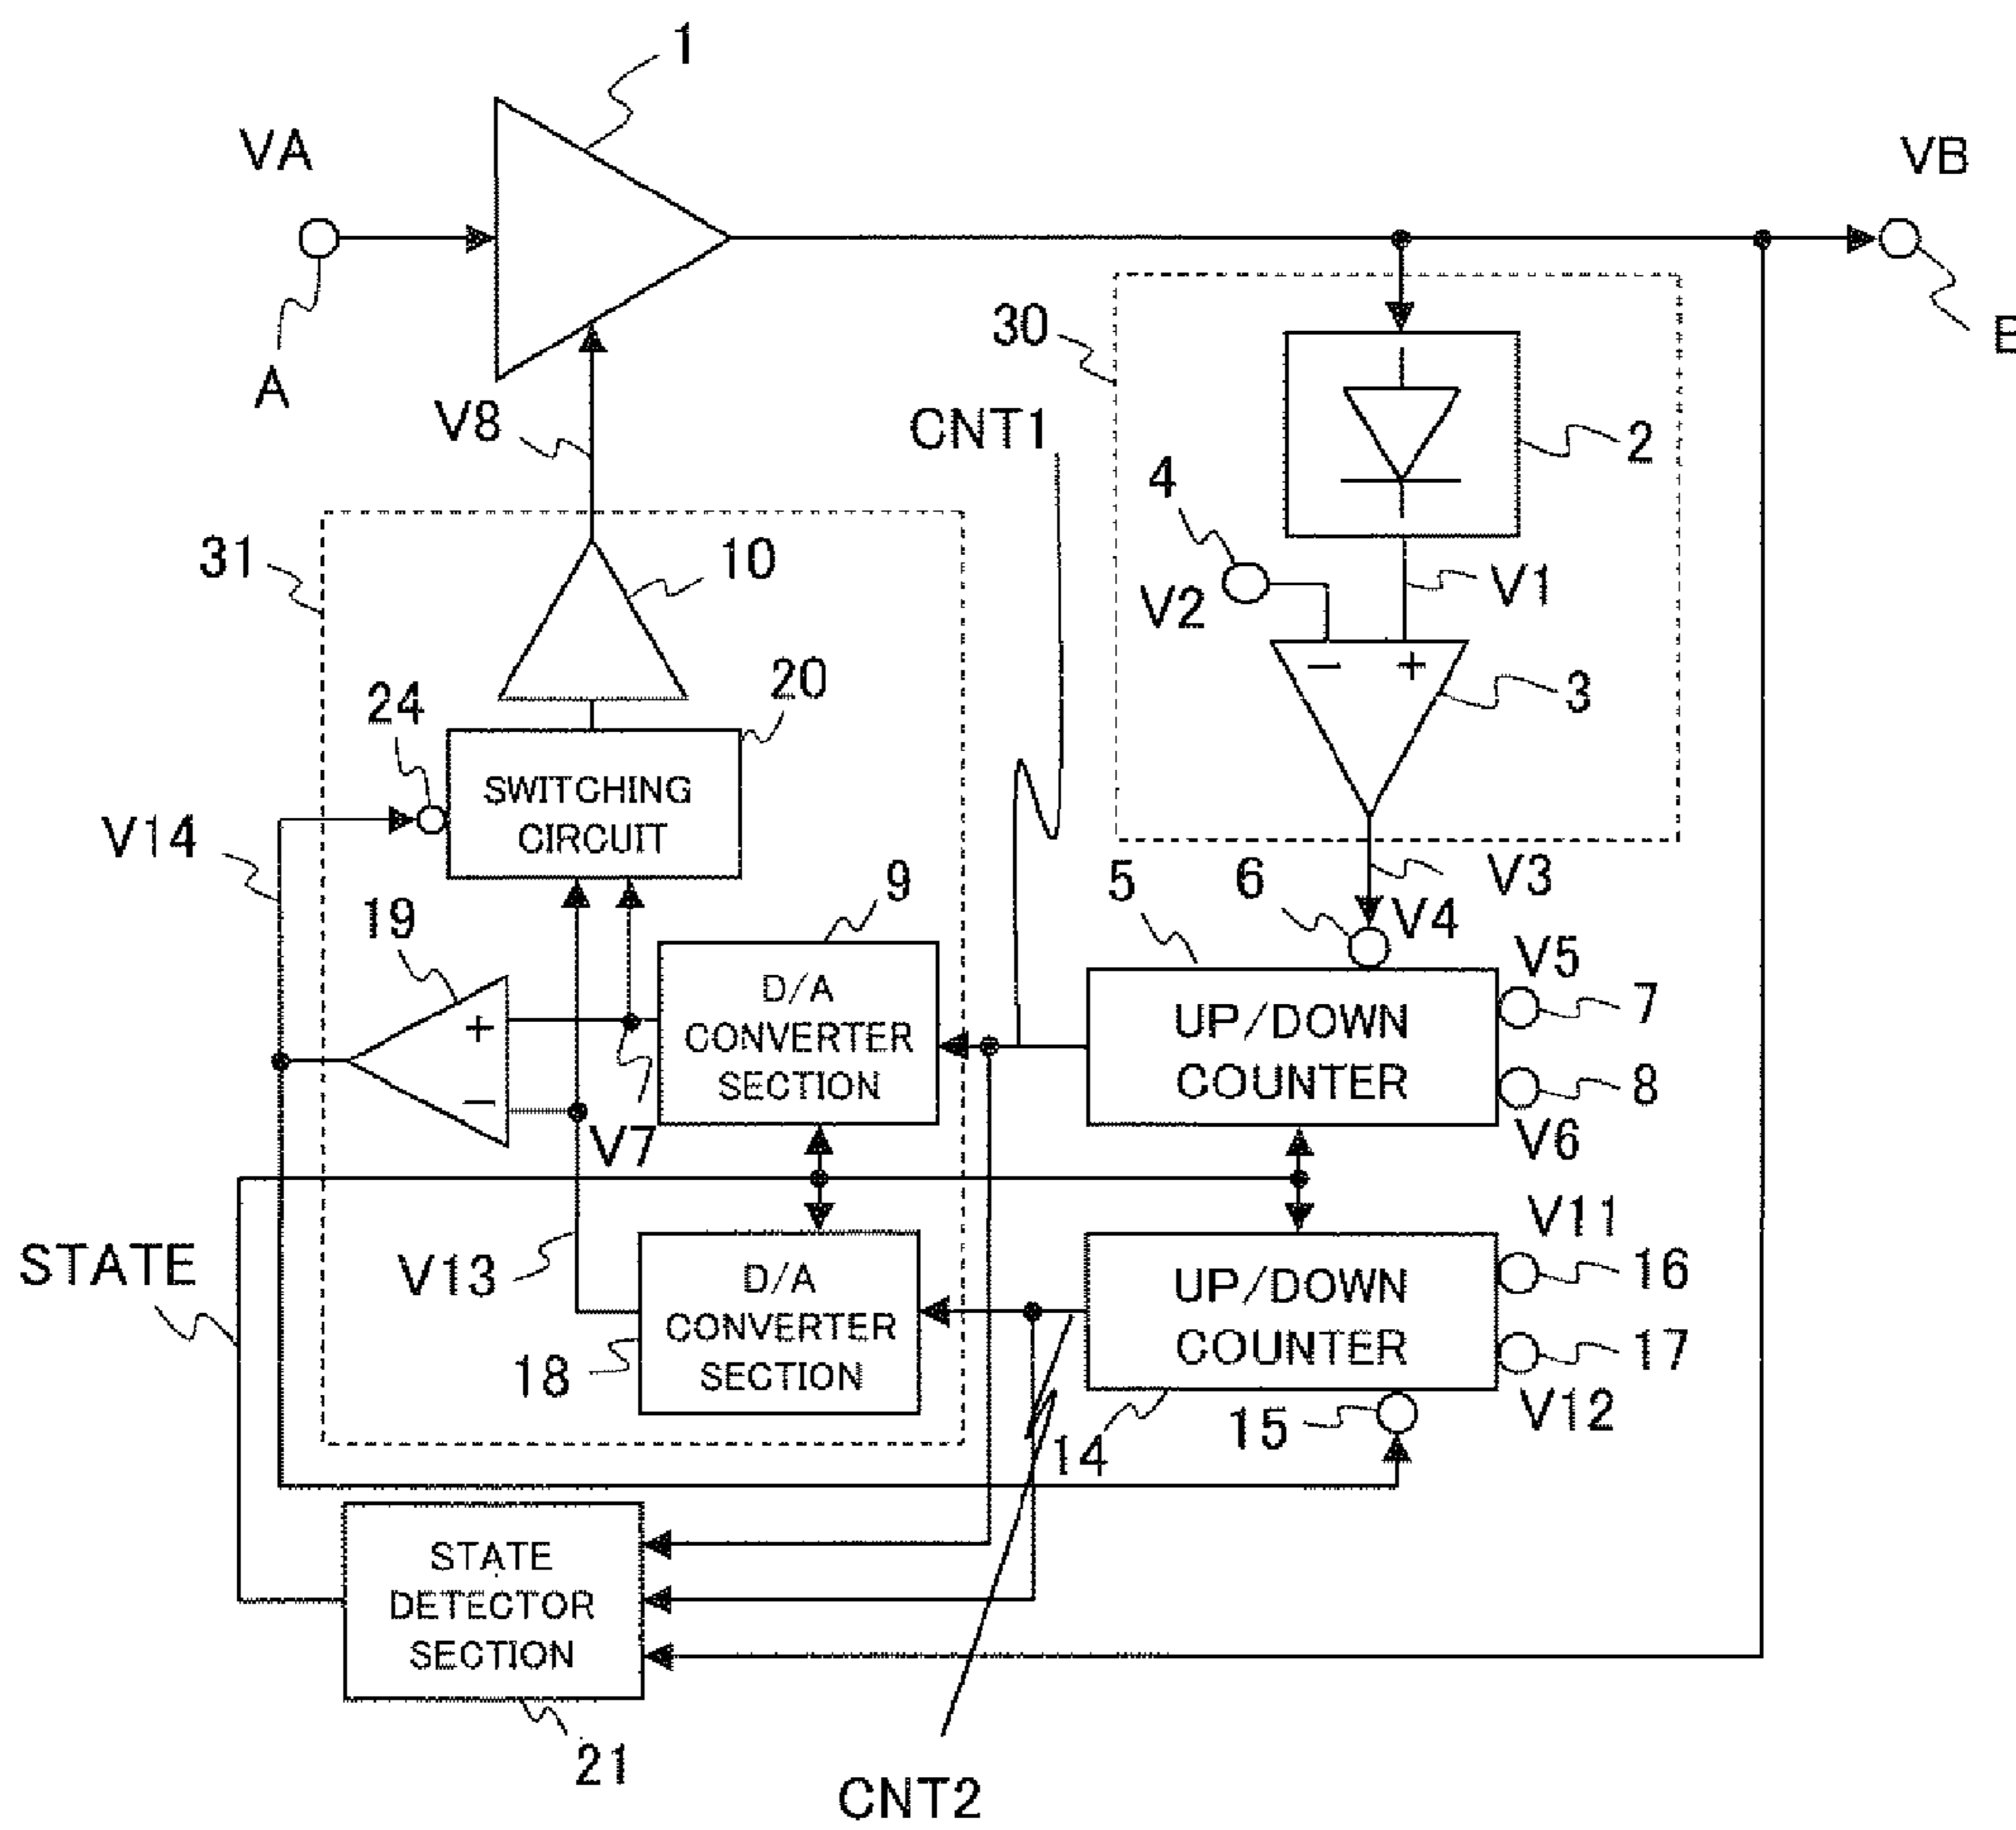 1
VA
VB
A
B
30
V8
CNT1
2
4
31
10
V2
V1
20
3
24
SWITCHING
CIRCUIT
V14
5
6
V3
V4
9
19
V5
D/A
CONVERTER
SECTION
+
−
UP/DOWN
COUNTER
7
8
V7
V6
V11
STATE
V13
D/A
CONVERTER
SECTION
UP/DOWN
COUNTER
16
17
18
V12
15
14
STATE
DETECTOR
SECTION
21
CNT2
− +